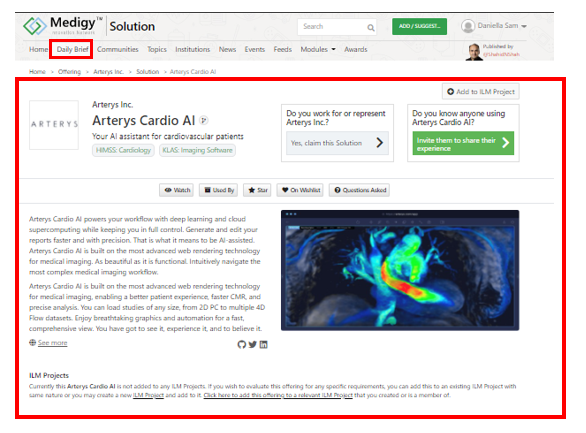 Medigy™ Solution
Search
ADD / SUGGEST...
Daniella Sam
Home Daily Brief Communities Topics Institutions News Events Feeds Modules Awards
Published by
@ShahidNShah
Home > Offering > Arterys Inc. > Solution > Arterys Cardio AI
Add to ILM Project
ARTERYS
Arterys Inc.
Arterys Cardio AI
Your AI assistant for cardiovascular patients
HIMSS: Cardiology KLAS: Imaging Software
Do you work for or represent
Arterys Inc.?
Yes, claim this Solution
Do you know anyone using
Arterys Cardio AI?
Invite them to share their
experience
Watch Used By Star On Wishlist Questions Asked
Arterys Cardio AI powers your workflow with deep learning and cloud
supercomputing while keeping you in full control. Generate and edit your
reports faster and with precision. That is what it means to be AI-assisted.
Arterys Cardio AI is built on the most advanced web rendering technology
for medical imaging. As beautiful as it is functional. Intuitively navigate the
most complex medical imaging workflow.
Arterys Cardio AI is built on the most advanced web rendering technology
for medical imaging, enabling a better patient experience, faster CMR, and
precise analysis. You can load studies of any size, from 2D PC to multiple 4D
Flow datasets. Enjoy breathtaking graphics and automation for a fast,
comprehensive view. You have got to see it, experience it, and to believe it.
See more
ILM Projects
Currently this Arterys Cardio AI is not added to any ILM Projects. If you wish to evaluate this offering for any specific requirements, you can add this to an existing ILM Project with
same nature or you may create a new ILM Project and add to it. Click here to add this offering to a relevant ILM Project that you created or is a member of.